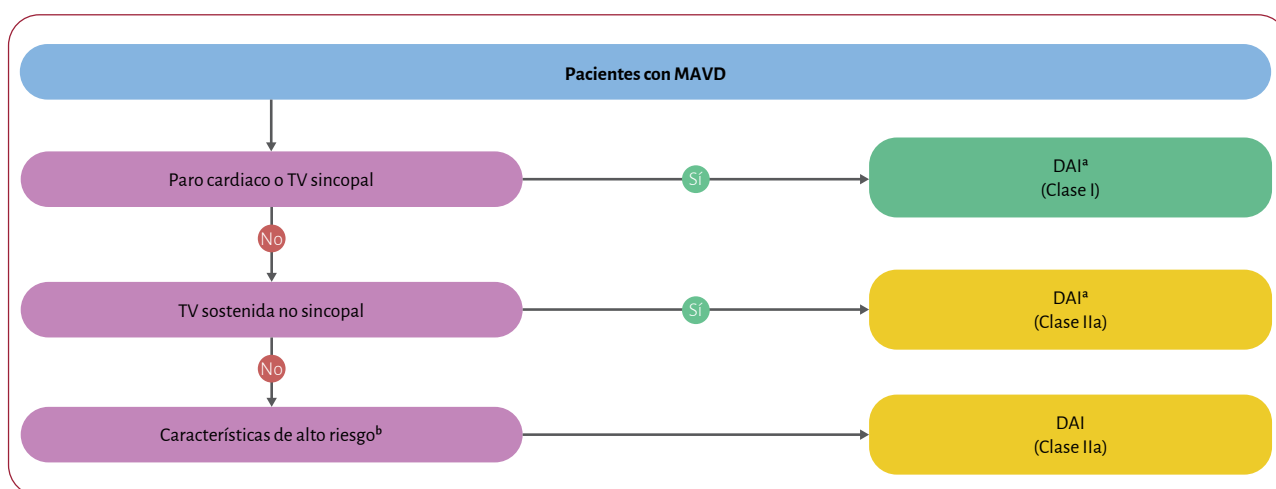 Pacientes con MAVD
Paro cardiaco o TV sincopal
Sí
DAIᵃ
(Clase I)
No
TV sostenida no sincopal
Sí
DAIᵃ
(Clase IIa)
No
Características de alto riesgoᵇ
DAI
(Clase IIa)